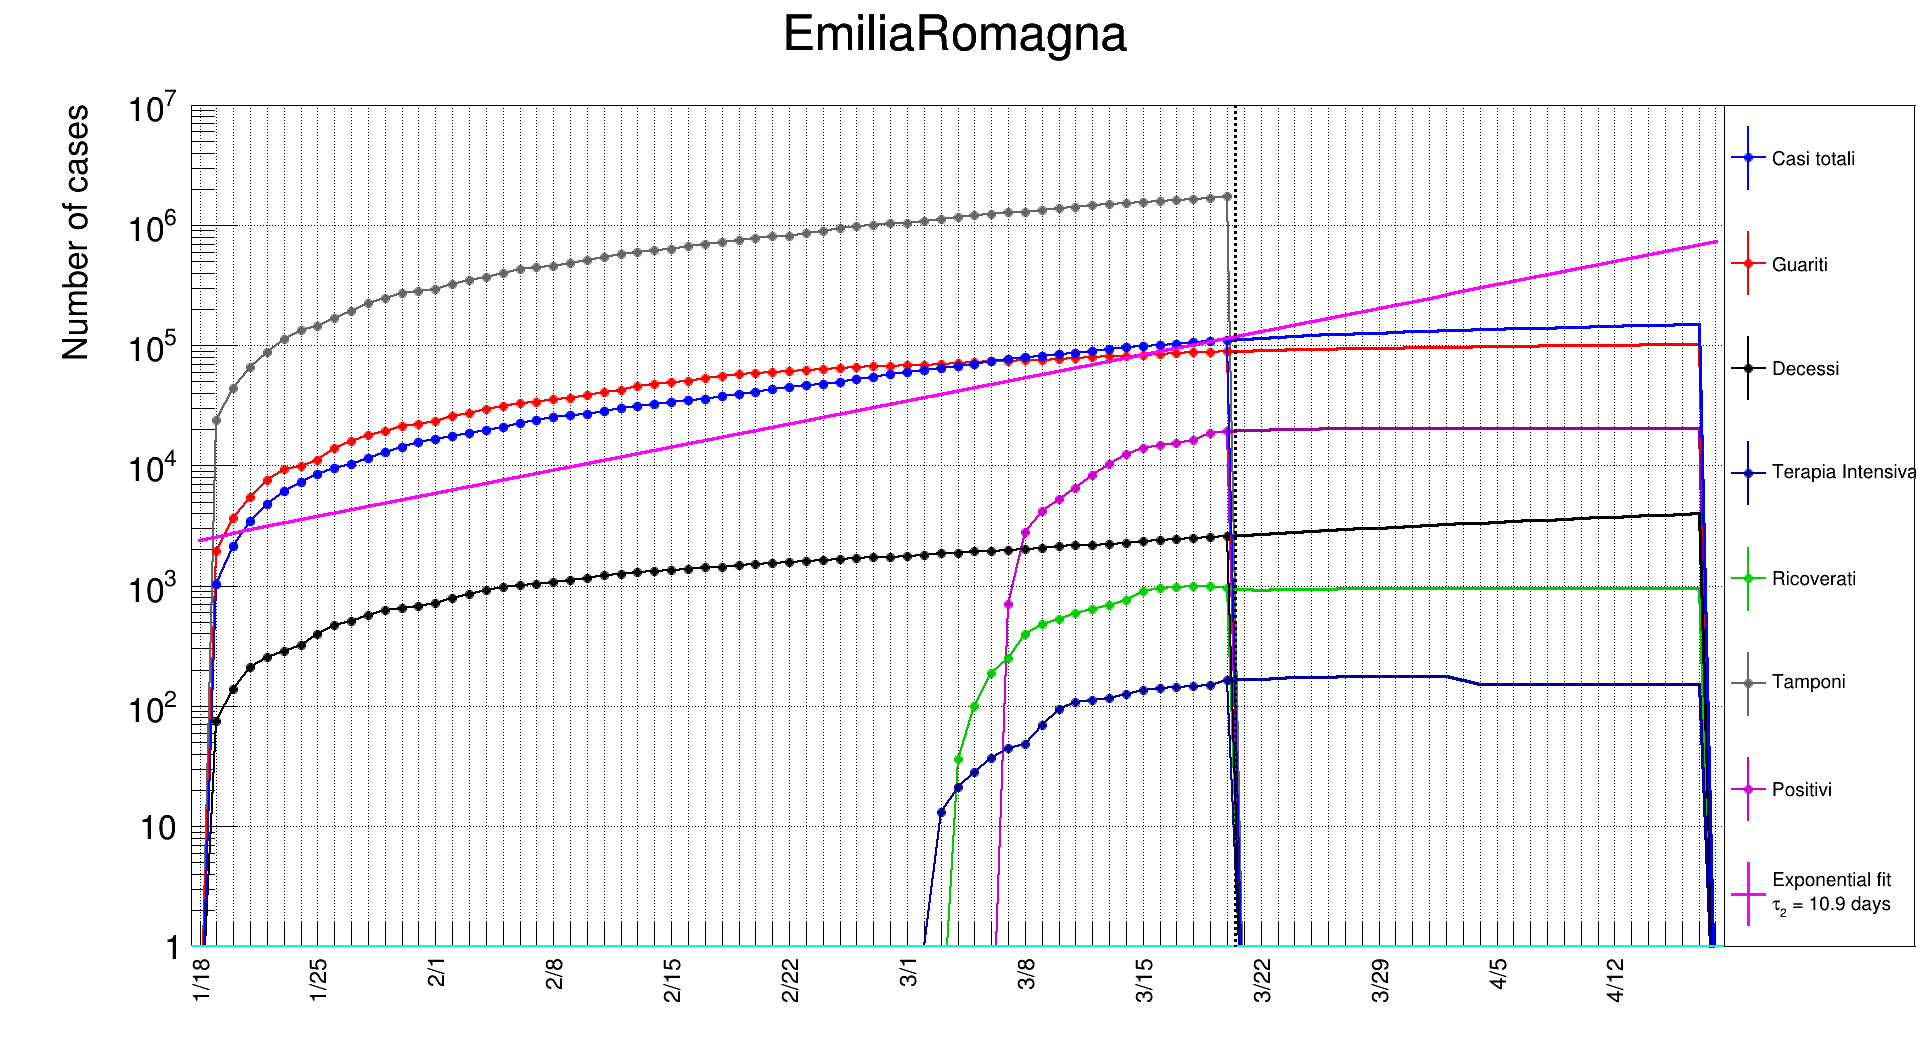 EmiliaRomagna
Number of cases
10^7
10^6
10^5
10^4
10^3
10^2
10
1
1/18
1/25
2/1
2/8
2/15
2/22
3/1
3/8
3/15
3/22
3/29
4/5
4/12
Casi totali
Guariti
Decessi
Terapia Intensiva
Ricoverati
Tamponi
Positivi
Exponential fit
τ₂ = 10.9 days